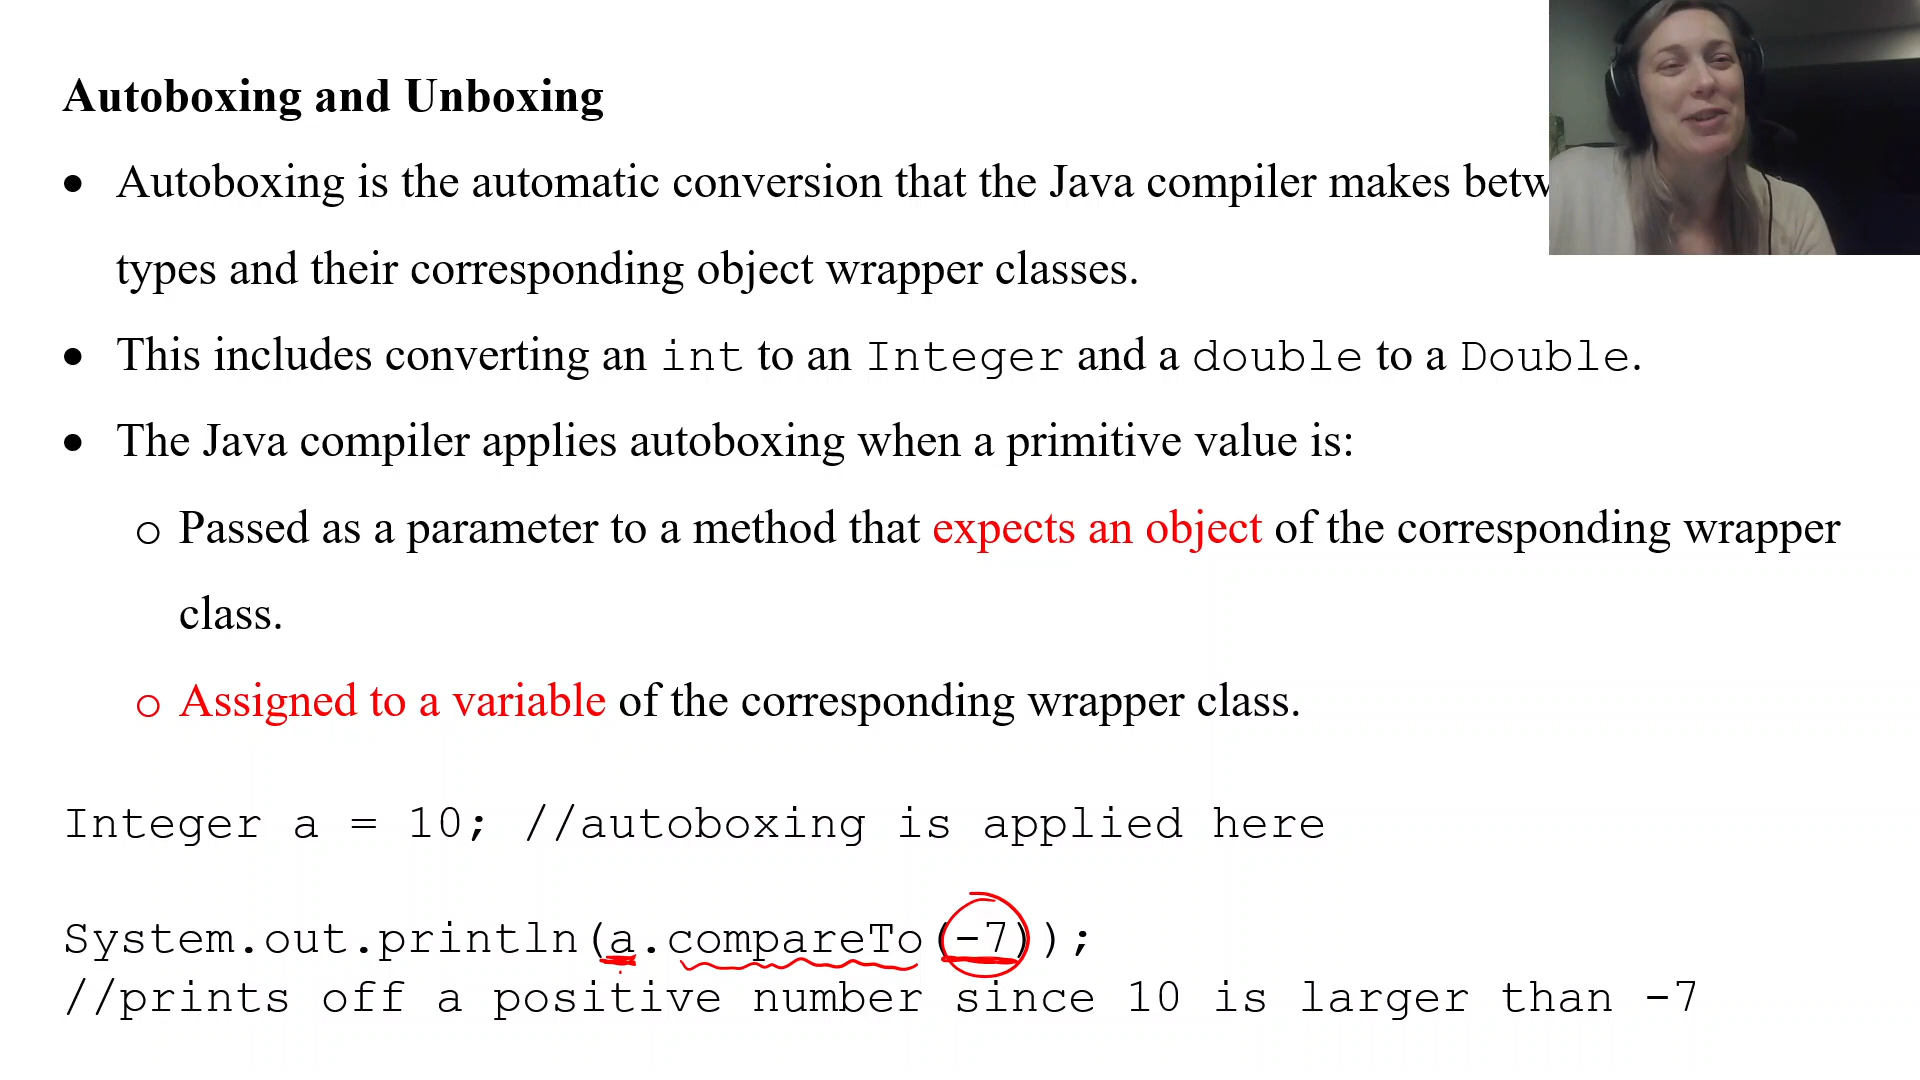 Autoboxing and Unboxing
• Autoboxing is the automatic conversion that the Java compiler makes
types and their corresponding object wrapper classes.
• This includes converting an int to an Integer and a double to a Double.
• The Java compiler applies autoboxing when a primitive value is:
o Passed as a parameter to a method that expects an object of the corresponding wrapper
class.
o Assigned to a variable of the corresponding wrapper class.
Integer a = 10; //autoboxing is applied here
System.out.println(a.compareTo(-7));
//prints off a positive number since 10 is larger than -7